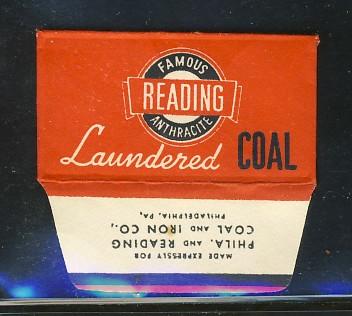 FAMOUS
READING
ANTHRACITE
Laundered COAL
MADE EXPRESSLY FOR
PHILA. AND READING
COAL AND IRON CO.,
PHILADELPHIA, PA.